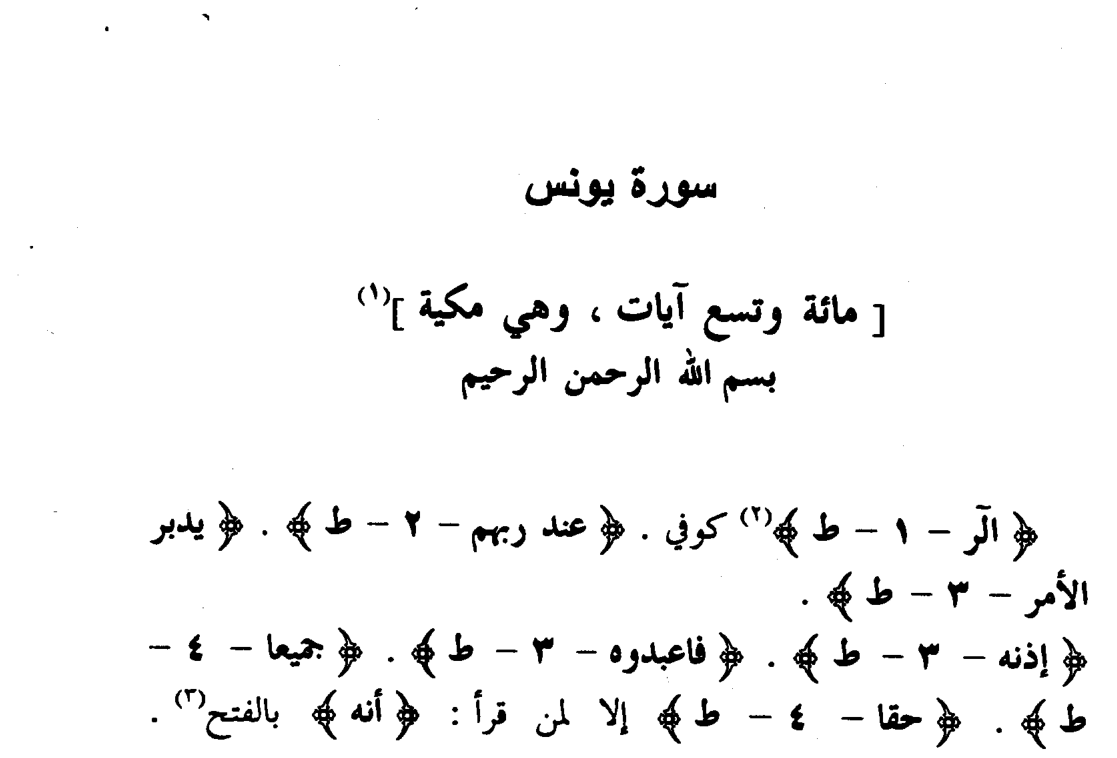 سورة يونس
[ مائة وتسع آيات ، وهي مكية ](١)
بسم الله الرحمن الرحيم
﴿ الٓر – ١ – ط ﴾(٢) كوفي . ﴿ عند ربهم – ٢ – ط ﴾ . ﴿ يدبر
الأمر – ٣ – ط ﴾ .
﴿ إذنه – ٣ – ط ﴾ . ﴿ فاعبدوه – ٣ – ط ﴾ . ﴿ جميعا – ٤ –
ط ﴾ . ﴿ حقا – ٤ – ط ﴾ إلا لمن قرأ : ﴿ أنه ﴾ بالفتح(٣) .